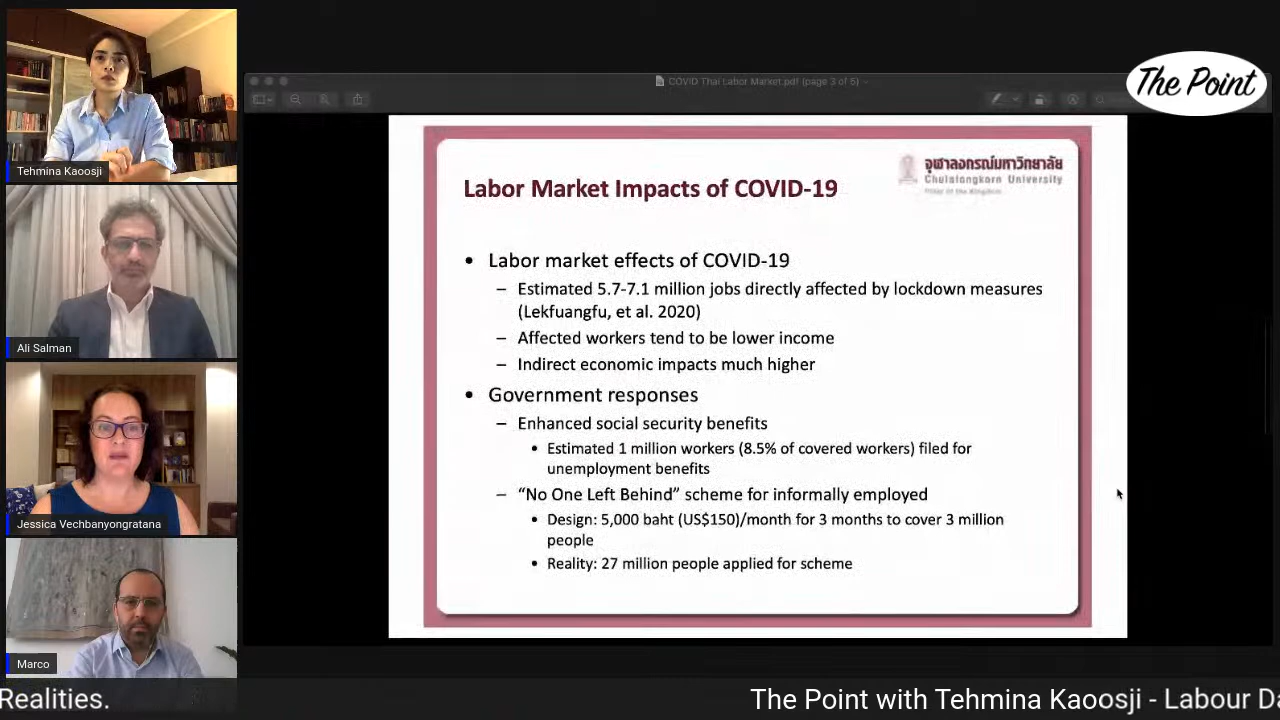 Tehmina Kaoosji
Ali Salman
Jessica Vechbanyongratana
Marco
COVID Thai Labor Market.pdf (page 3 of 5)
The Point
จุฬาลงกรณ์มหาวิทยาลัย
Chulalongkorn University
Pillar of the Kingdom
Labor Market Impacts of COVID-19
• Labor market effects of COVID-19
– Estimated 5.7-7.1 million jobs directly affected by lockdown measures
(Lekfuangfu, et al. 2020)
– Affected workers tend to be lower income
– Indirect economic impacts much higher
• Government responses
– Enhanced social security benefits
• Estimated 1 million workers (8.5% of covered workers) filed for
unemployment benefits
– “No One Left Behind” scheme for informally employed
• Design: 5,000 baht (US$150)/month for 3 months to cover 3 million
people
• Reality: 27 million people applied for scheme
Realities. The Point with Tehmina Kaoosji - Labour Da